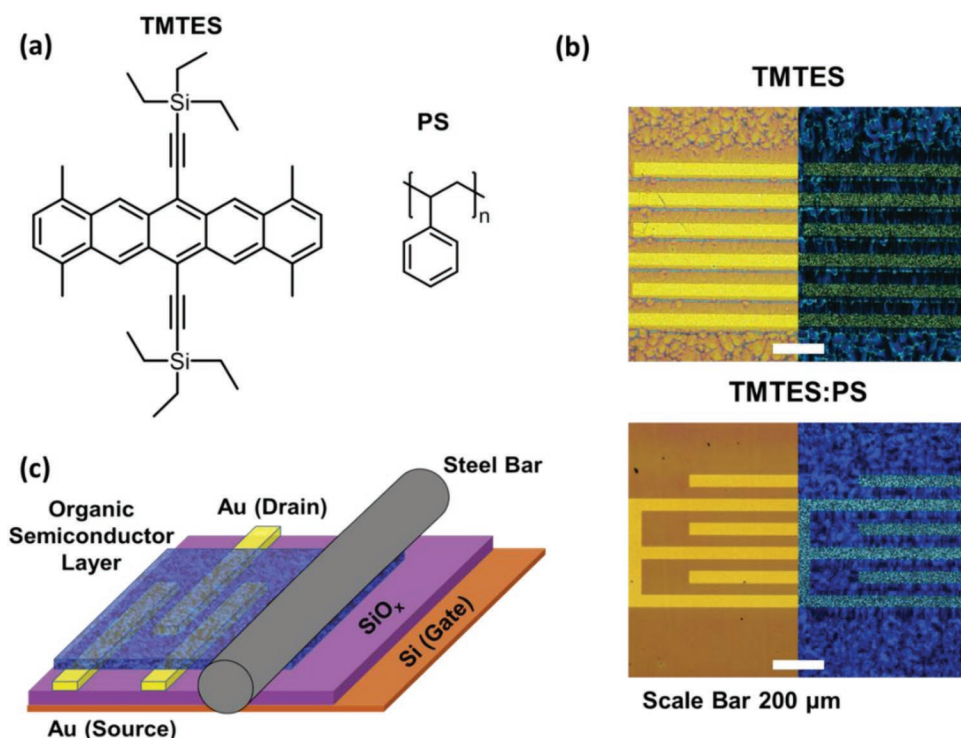 (a)
TMTES
Si
Si
PS
n
(b)
TMTES
TMTES:PS
Scale Bar 200 µm
(c)
Organic
Semiconductor
Layer
Au (Drain)
Steel Bar
SiOₓ
Si (Gate)
Au (Source)